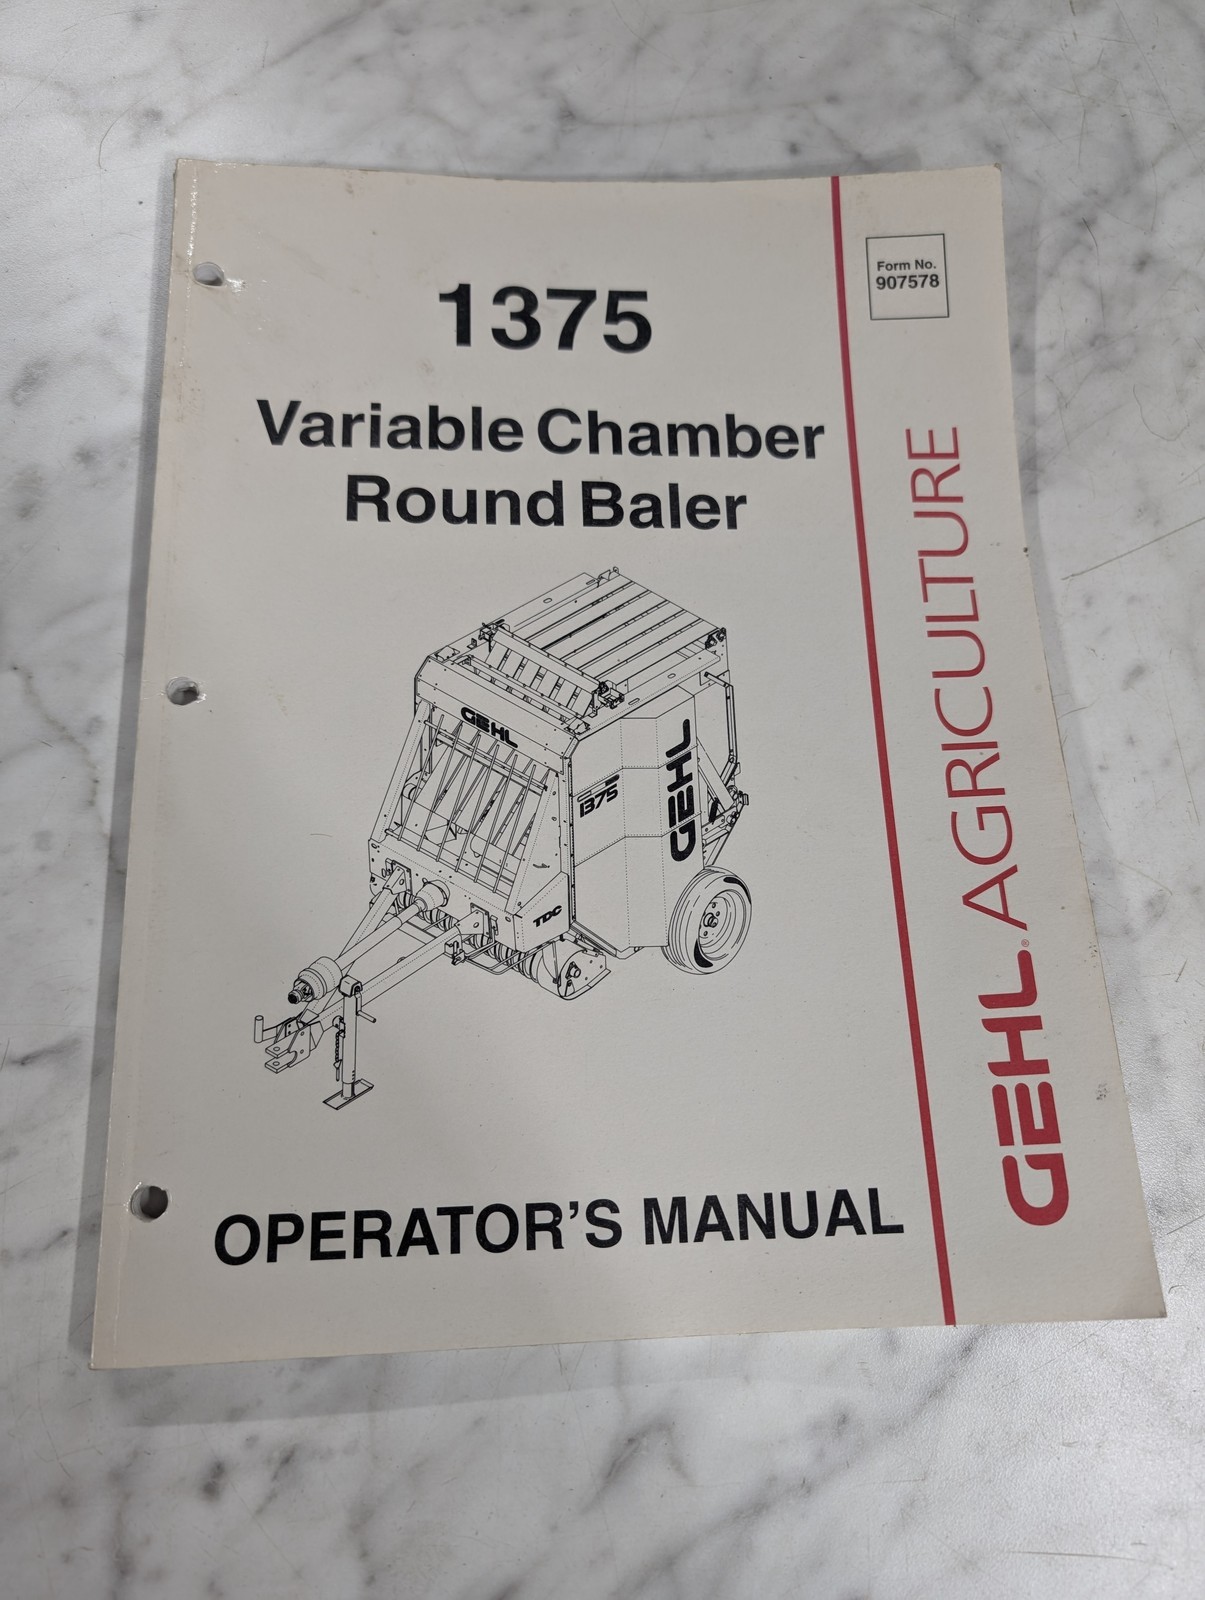 Form No.
907578
1375
Variable Chamber
Round Baler
GEHL
1375
GEHL
TDC
OPERATOR'S MANUAL
GEHL® AGRICULTURE